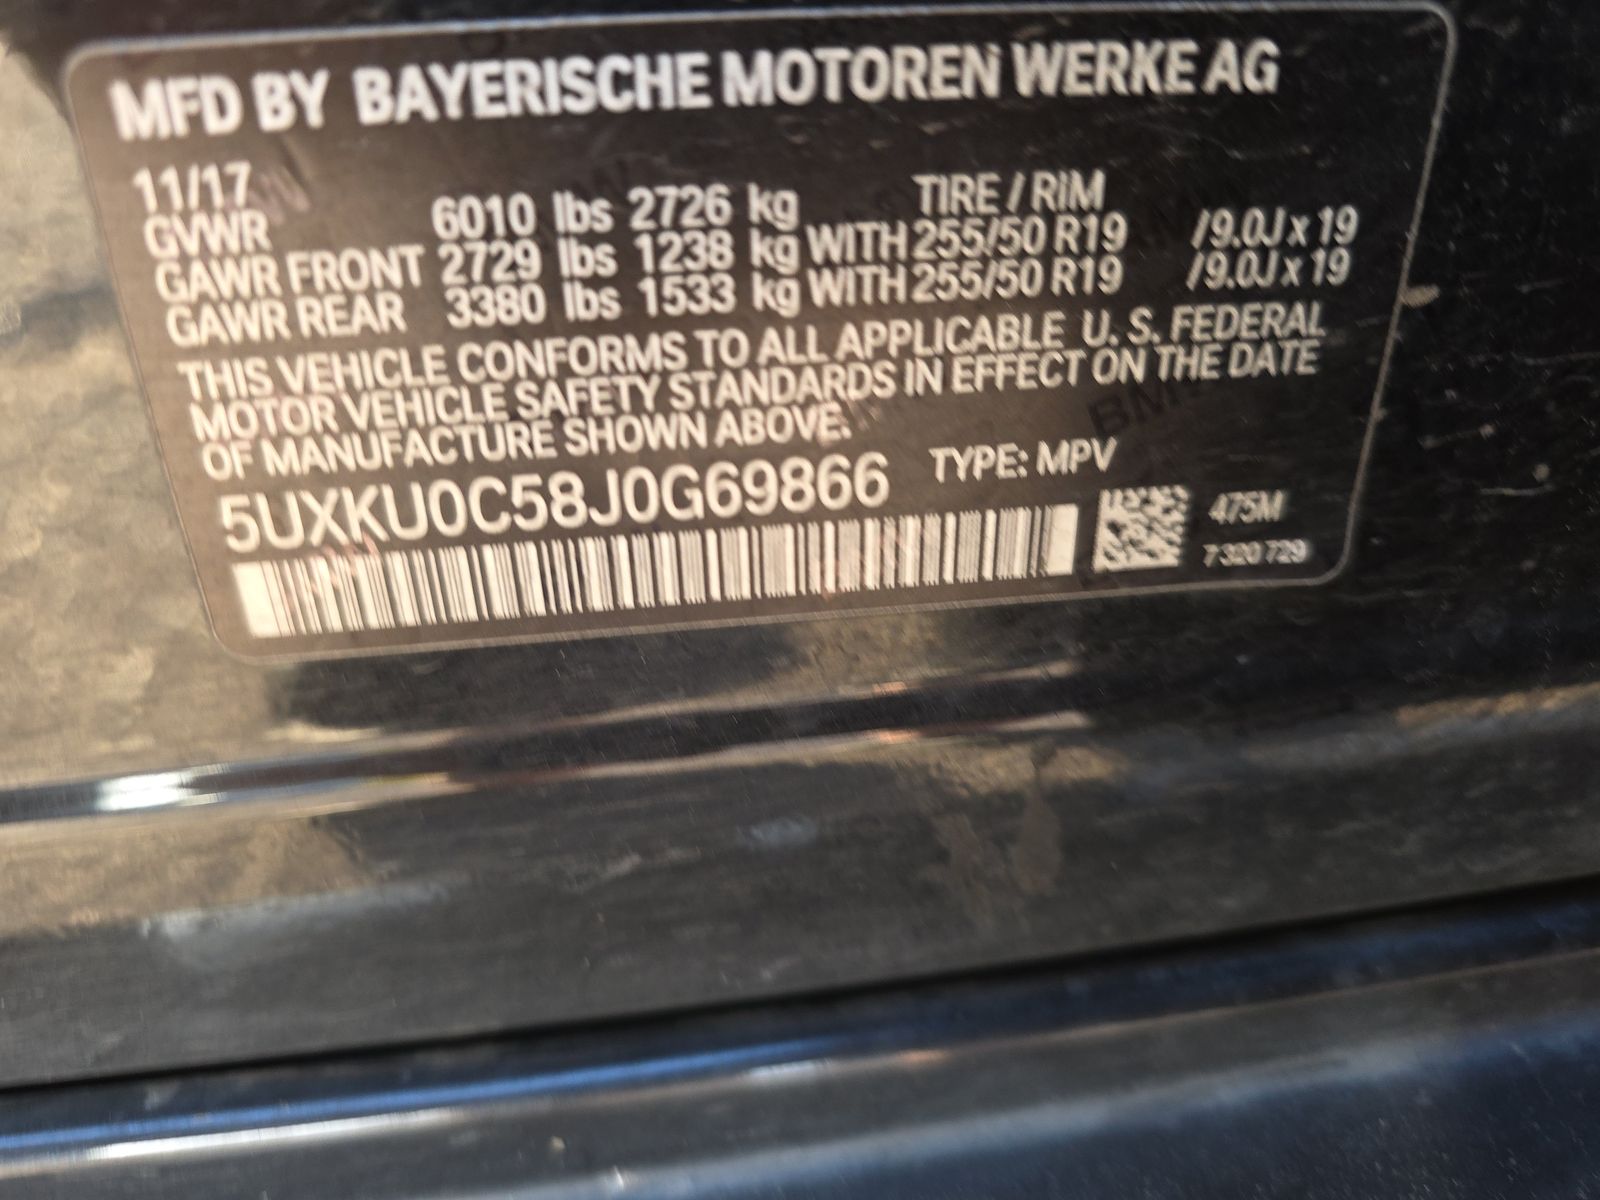 MFD BY BAYERISCHE MOTOREN WERKE AG
11/17 TIRE / RIM
GVWR 6010 lbs 2726 kg
GAWR FRONT 2729 lbs 1238 kg WITH 255/50 R19 /9.0J x 19
GAWR REAR 3380 lbs 1533 kg WITH 255/50 R19 /9.0J x 19
THIS VEHICLE CONFORMS TO ALL APPLICABLE U. S. FEDERAL
MOTOR VEHICLE SAFETY STANDARDS IN EFFECT ON THE DATE
OF MANUFACTURE SHOWN ABOVE.
5UXKU0C58J0G69866 TYPE: MPV
475M
7 320 729